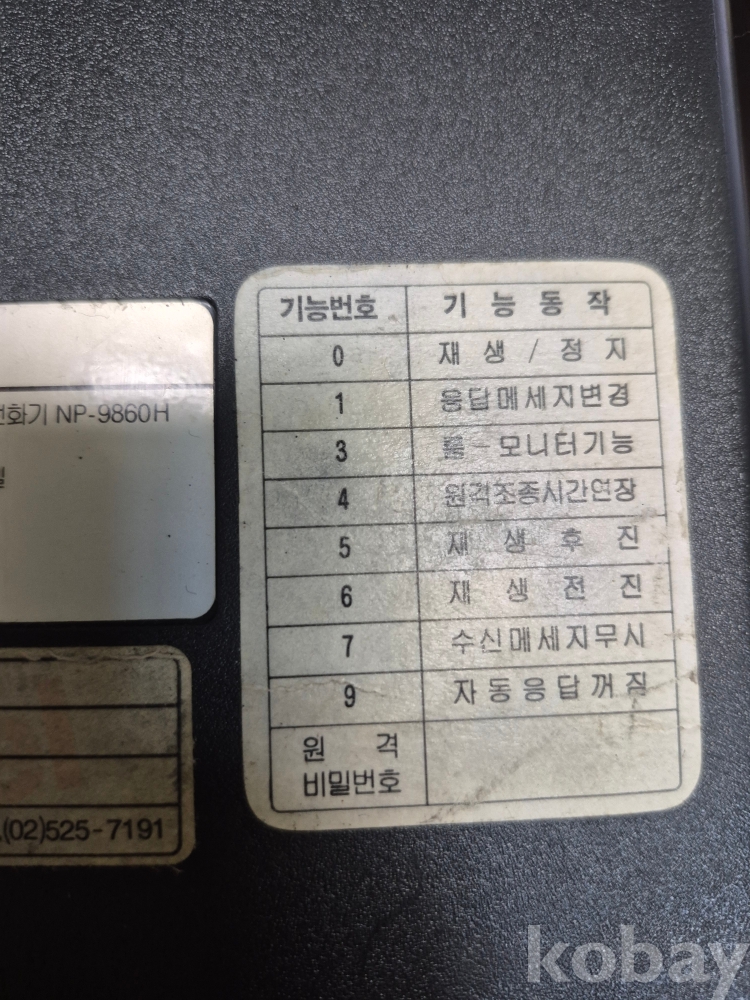 기능번호 기능동작
0 재생/정지
1 응답메세지변경
3 룸-모니터기능
4 원격조종시간연장
5 재생후진
6 재생전진
7 수신메세지무시
9 자동응답꺼짐
원격
비밀번호
화기 NP-9860H
(02)525-7191
kobay